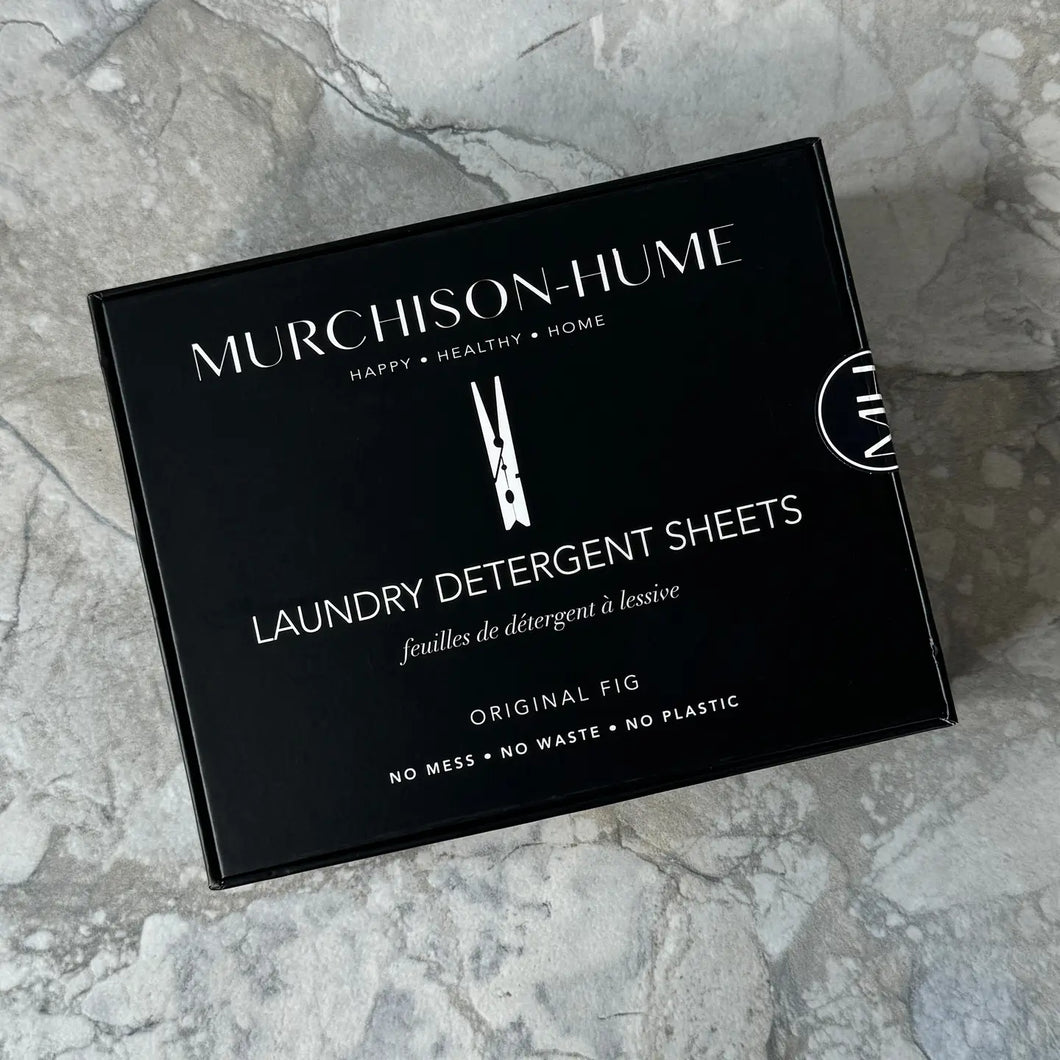 MURCHISON-HUME
HAPPY • HEALTHY • HOME
MH
LAUNDRY DETERGENT SHEETS
feuilles de détergent à lessive
ORIGINAL FIG
NO MESS • NO WASTE • NO PLASTIC